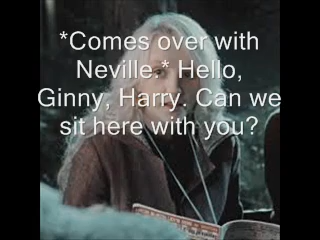 *Comes over with
Neville.* Hello,
Ginny, Harry. Can we
sit here with you?